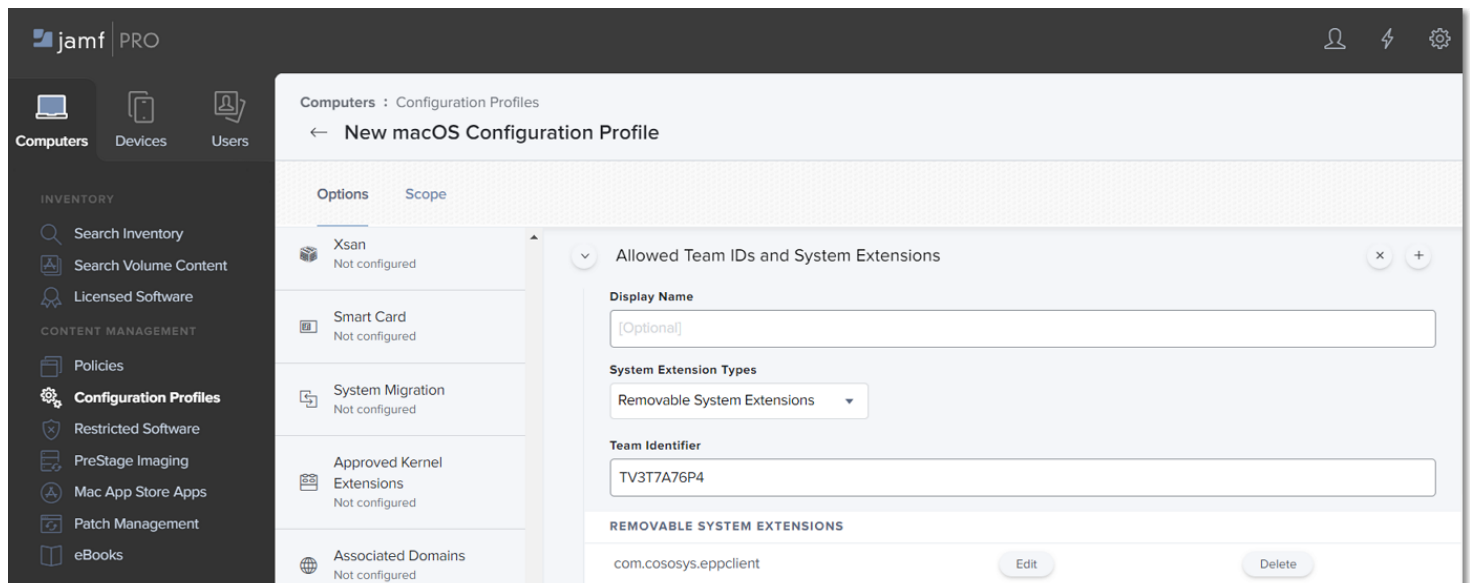 jamf PRO
Computers
Devices
Users
INVENTORY
Search Inventory
Search Volume Content
Licensed Software
CONTENT MANAGEMENT
Policies
Configuration Profiles
Restricted Software
PreStage Imaging
Mac App Store Apps
Patch Management
eBooks
Computers : Configuration Profiles
← New macOS Configuration Profile
Options
Scope
Xsan
Not configured
Smart Card
Not configured
System Migration
Not configured
Approved Kernel
Extensions
Not configured
Associated Domains
Not configured
Allowed Team IDs and System Extensions
Display Name
[Optional]
System Extension Types
Removable System Extensions
Team Identifier
TV3T7A76P4
REMOVABLE SYSTEM EXTENSIONS
com.cososys.eppclient
Edit
Delete